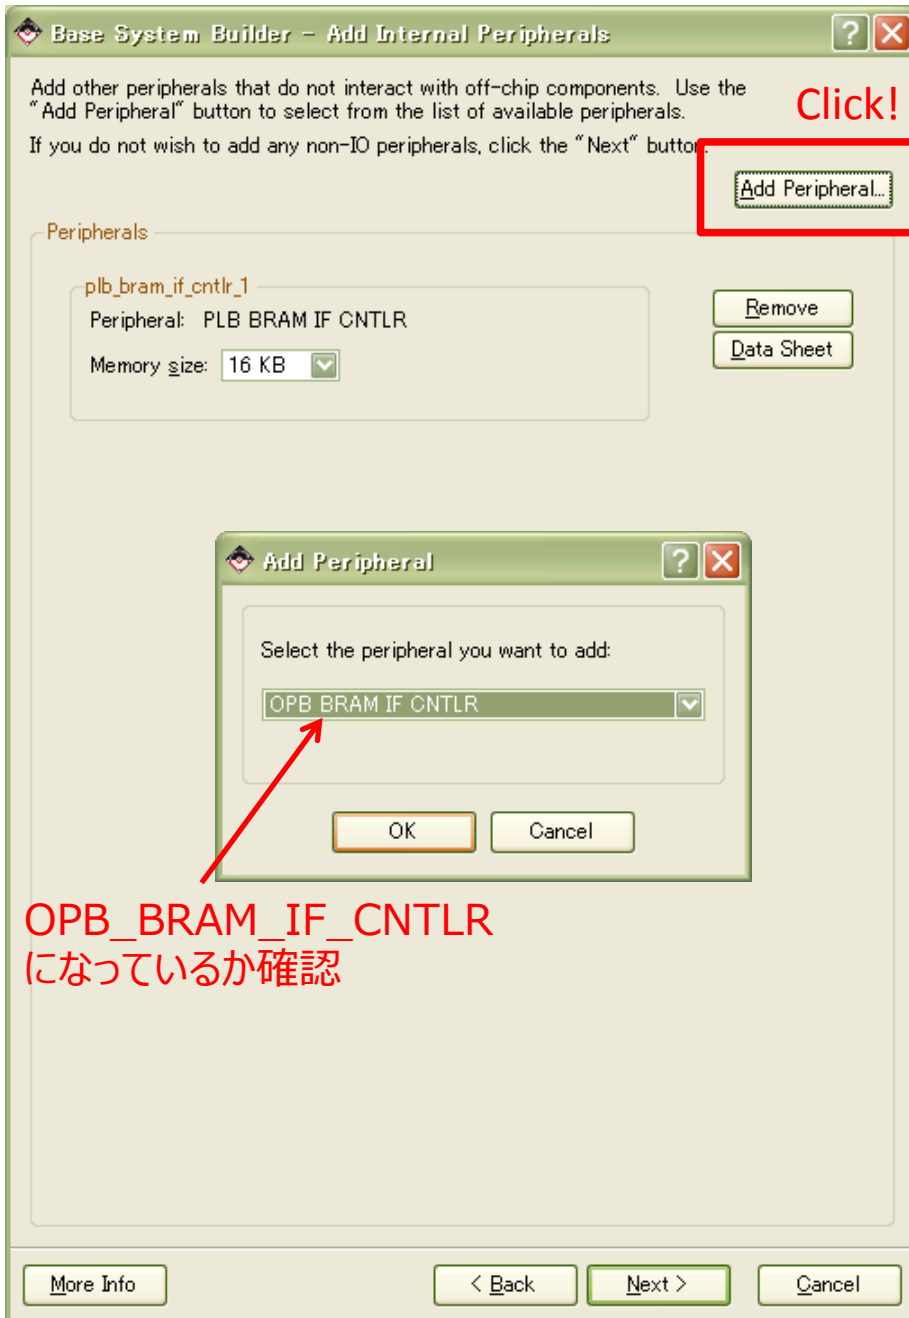 Base System Builder - Add Internal Peripherals
Add other peripherals that do not interact with off-chip components. Use the
"Add Peripheral" button to select from the list of available peripherals.
Click!
If you do not wish to add any non-IO peripherals, click the "Next" button.
Add Peripheral...
Peripherals
plb_bram_if_cntlr_1
Peripheral: PLB BRAM IF CNTLR
Remove
Memory size: 16 KB
Data Sheet
Add Peripheral
Select the peripheral you want to add:
OPB BRAM IF CNTLR
OK Cancel
OPB_BRAM_IF_CNTLR
になっているか確認
More Info < Back Next > Cancel